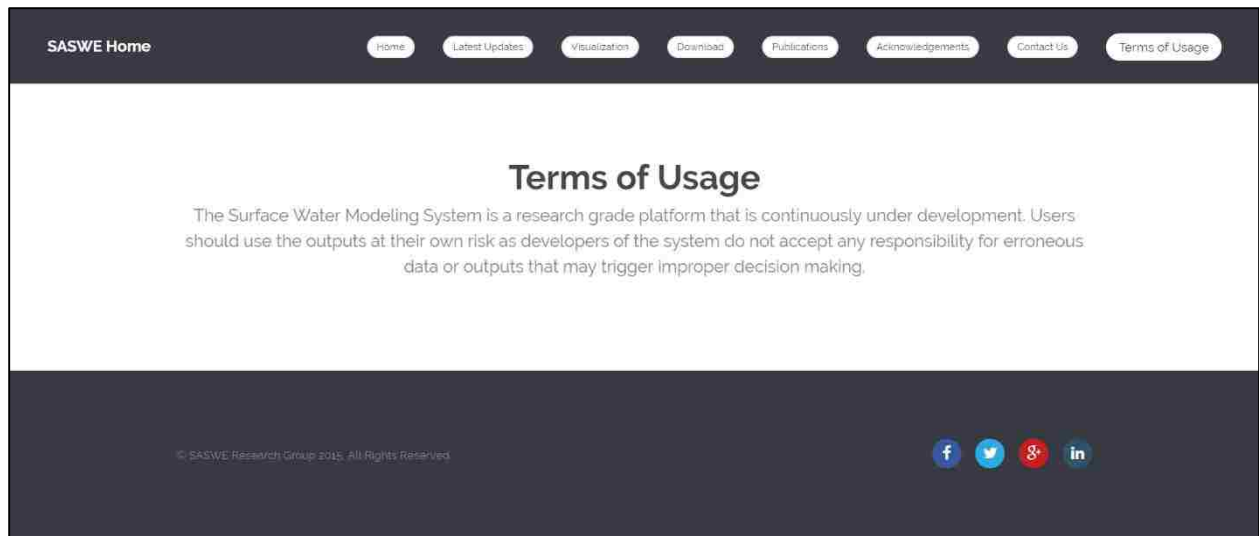 SASWE Home
Home
Latest Updates
Visualization
Download
Publications
Acknowledgements
Contact Us
Terms of Usage
Terms of Usage
The Surface Water Modeling System is a research grade platform that is continuously under development. Users
should use the outputs at their own risk as developers of the system do not accept any responsibility for erroneous
data or outputs that may trigger improper decision making.
© SASWE Research Group 2015, All Rights Reserved
f
8+
in